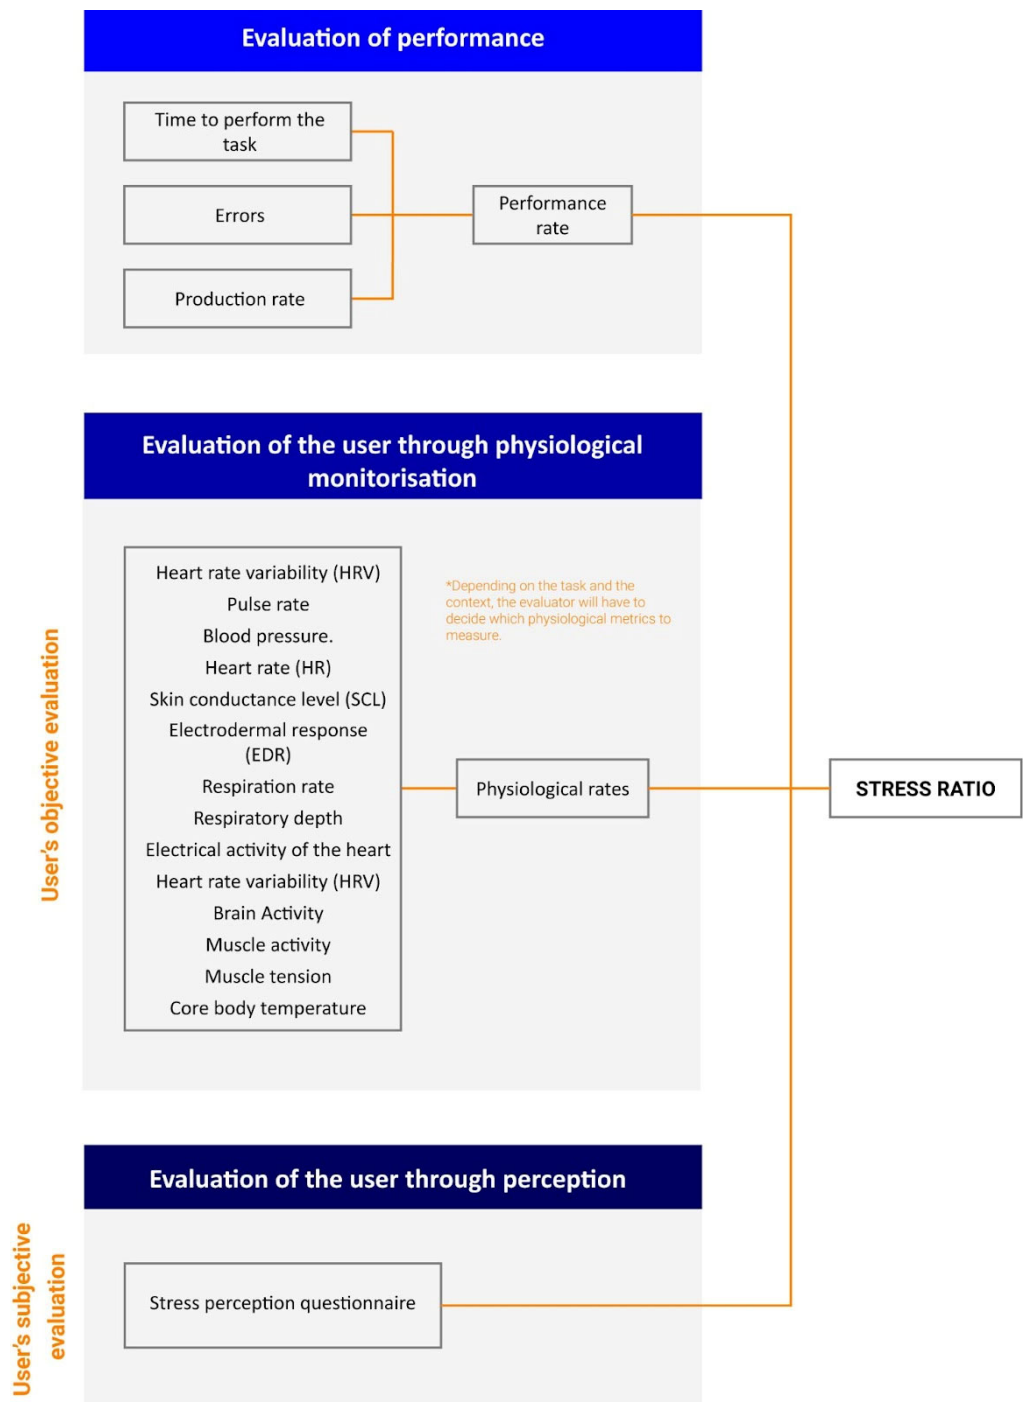 Evaluation of performance
Time to perform the
task
Errors
Production rate
Performance
rate
Evaluation of the user through physiological
monitorisation
User's objective evaluation
Heart rate variability (HRV)
Pulse rate
Blood pressure.
Heart rate (HR)
Skin conductance level (SCL)
Electrodermal response
(EDR)
Respiration rate
Respiratory depth
Electrical activity of the heart
Heart rate variability (HRV)
Brain Activity
Muscle activity
Muscle tension
Core body temperature
*Depending on the task and the
context, the evaluator will have to
decide which physiological metrics to
measure.
Physiological rates
STRESS RATIO
Evaluation of the user through perception
User's subjective
evaluation
Stress perception questionnaire